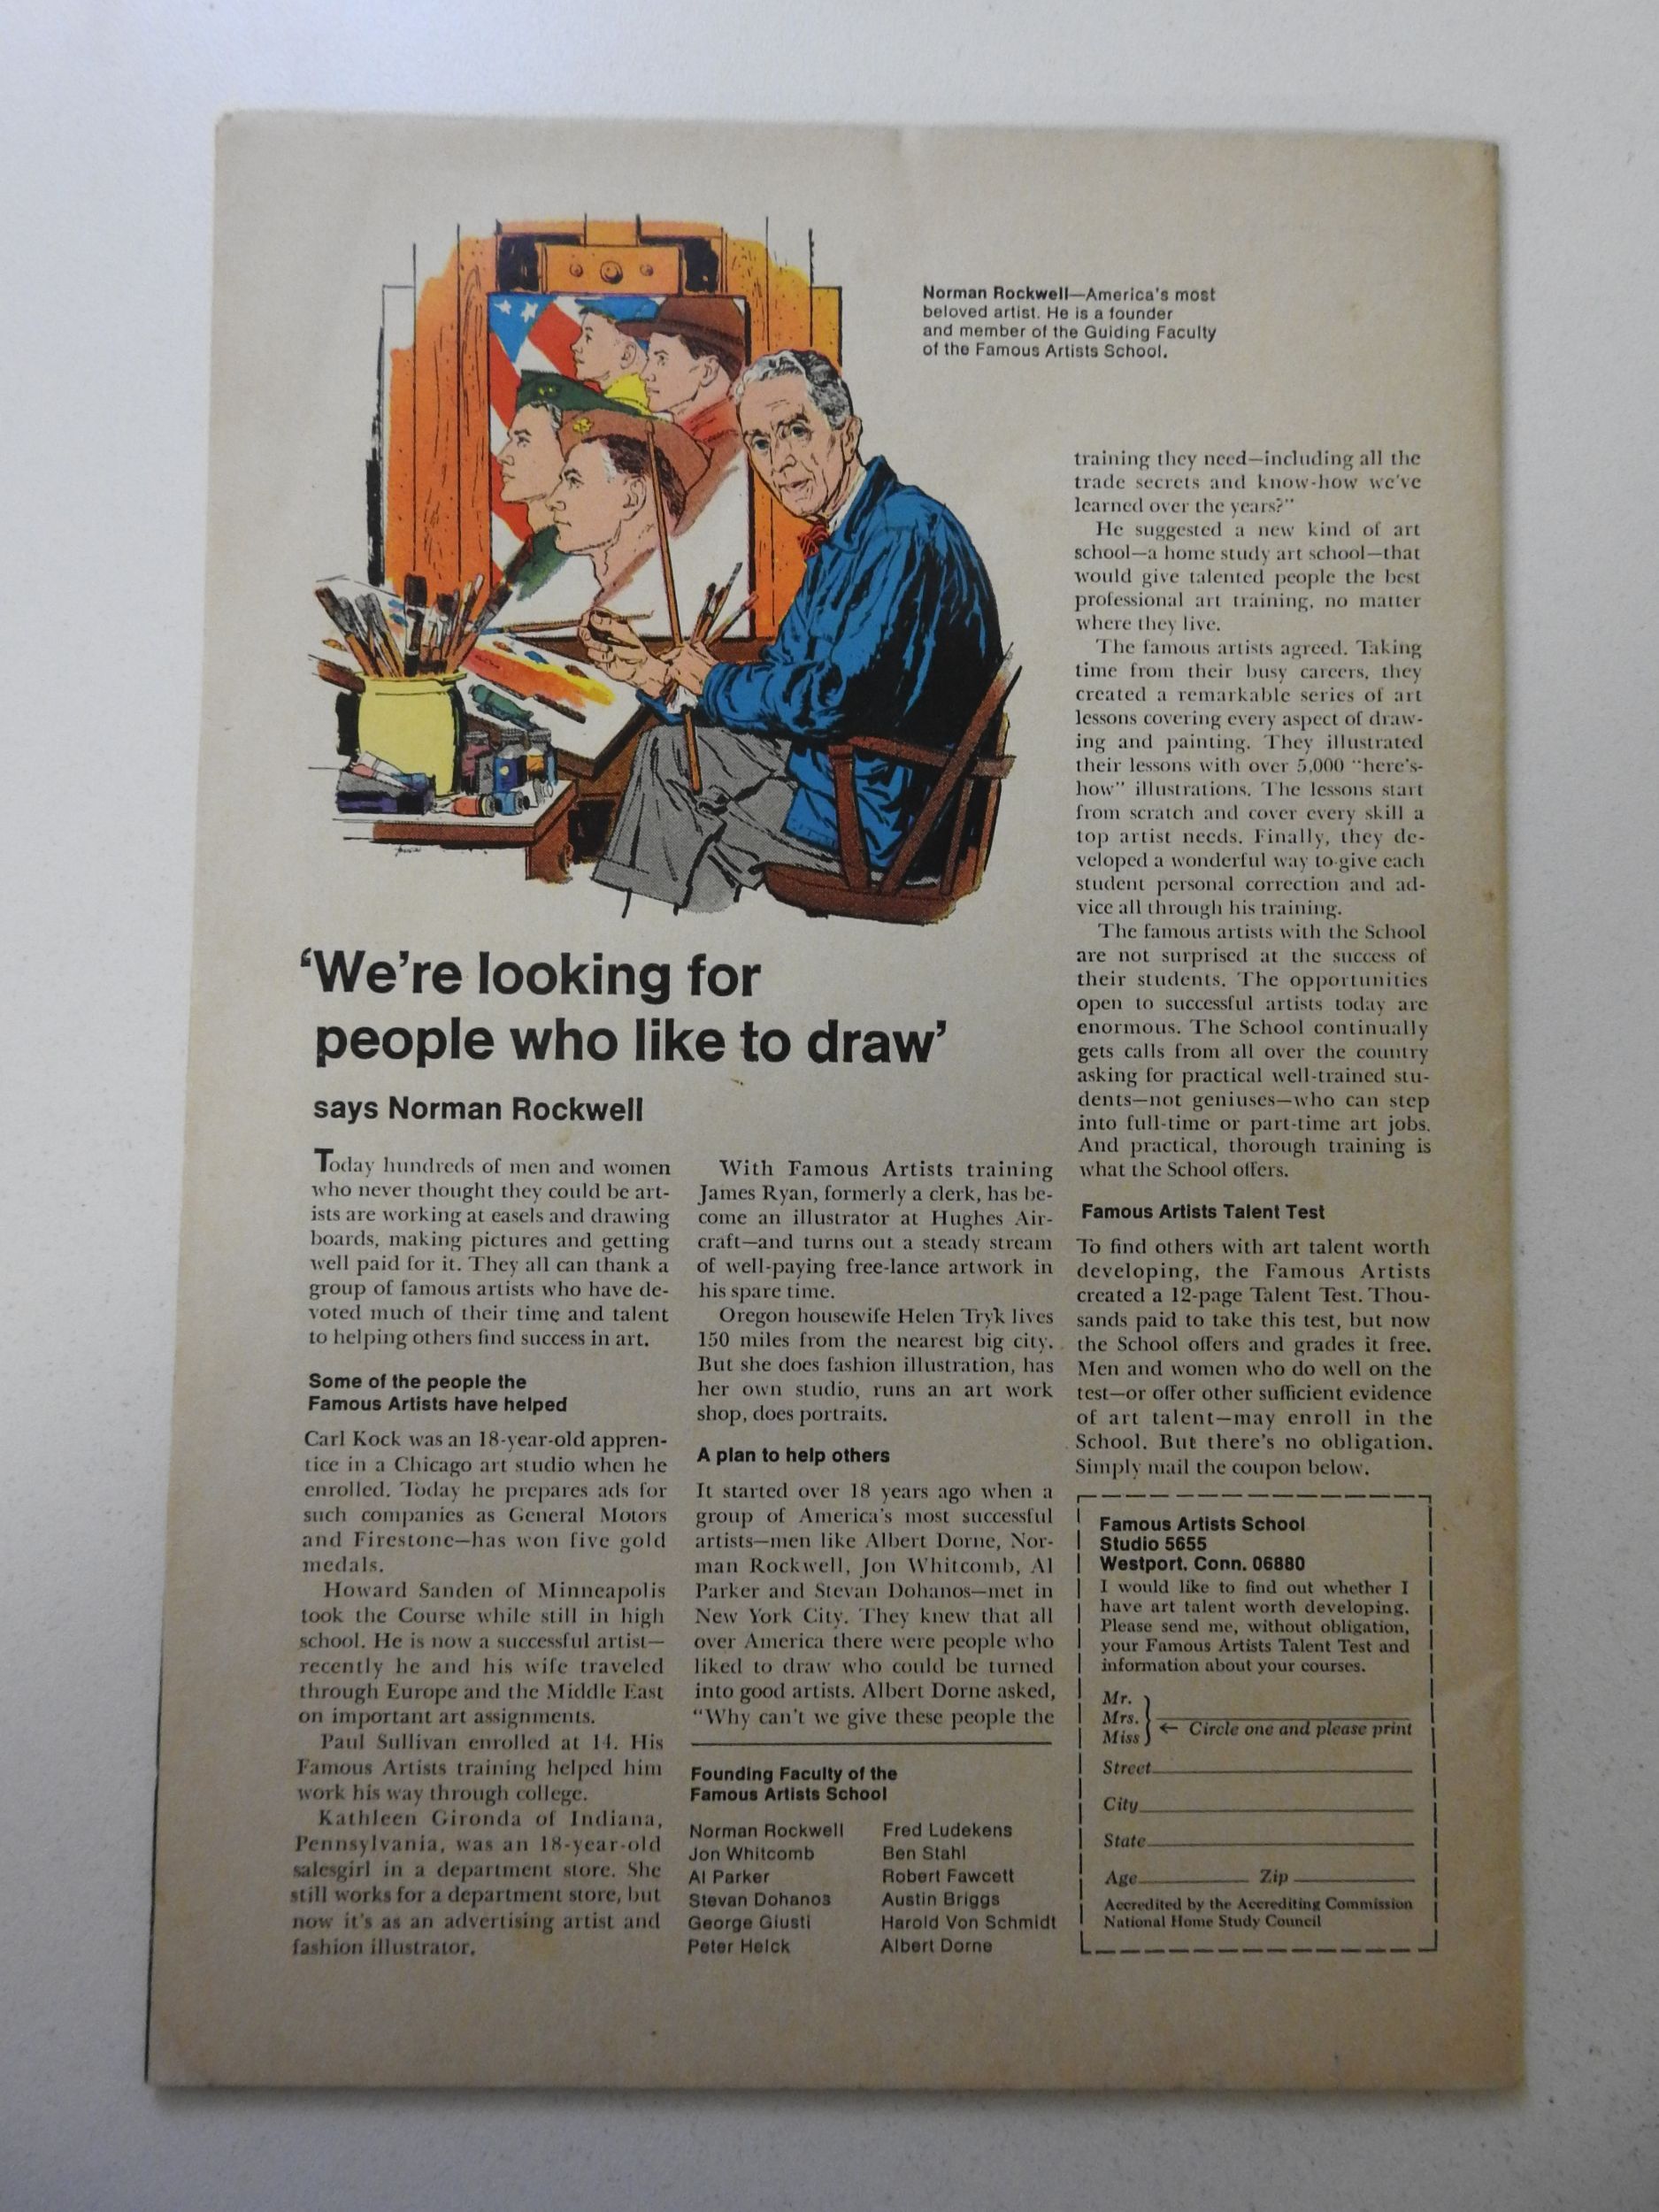 Norman Rockwell—America's most
beloved artist. He is a founder
and member of the Guiding Faculty
of the Famous Artists School.
'We're looking for
people who like to draw'
says Norman Rockwell
Today hundreds of men and women
who never thought they could be art-
ists are working at easels and drawing
boards, making pictures and getting
well paid for it. They all can thank a
group of famous artists who have de-
voted much of their time and talent
to helping others find success in art.
Some of the people the
Famous Artists have helped
Carl Kock was an 18-year-old appren-
tice in a Chicago art studio when he
enrolled. Today he prepares ads for
such companies as General Motors
and Firestone—has won five gold
medals.
Howard Sanden of Minneapolis
took the Course while still in high
school. He is now a successful artist—
recently he and his wife traveled
through Europe and the Middle East
on important art assignments.
Paul Sullivan enrolled at 14. His
Famous Artists training helped him
work his way through college.
Kathleen Gironda of Indiana,
Pennsylvania, was an 18-year-old
salesgirl in a department store. She
still works for a department store, but
now it's as an advertising artist and
fashion illustrator.
With Famous Artists training
James Ryan, formerly a clerk, has be-
come an illustrator at Hughes Air-
craft—and turns out a steady stream
of well-paying free-lance artwork in
his spare time.
Oregon housewife Helen Tryk lives
150 miles from the nearest big city.
But she does fashion illustration, has
her own studio, runs an art work
shop, does portraits.
A plan to help others
It started over 18 years ago when a
group of America's most successful
artists—men like Albert Dorne, Nor-
man Rockwell, Jon Whitcomb, Al
Parker and Stevan Dohanos—met in
New York City. They knew that all
over America there were people who
liked to draw who could be turned
into good artists. Albert Dorne asked,
"Why can't we give these people the
training they need—including all the
trade secrets and know-how we've
learned over the years?"
He suggested a new kind of art
school—a home study art school—that
would give talented people the best
professional art training, no matter
where they live.
The famous artists agreed. Taking
time from their busy careers, they
created a remarkable series of art
lessons covering every aspect of draw-
ing and painting. They illustrated
their lessons with over 5,000 "here's-
how" illustrations. The lessons start
from scratch and cover every skill a
top artist needs. Finally, they de-
veloped a wonderful way to give each
student personal correction and ad-
vice all through his training.
The famous artists with the School
are not surprised at the success of
their students. The opportunities
open to successful artists today are
enormous. The School continually
gets calls from all over the country
asking for practical well-trained stu-
dents—not geniuses—who can step
into full-time or part-time art jobs.
And practical, thorough training is
what the School offers.
Famous Artists Talent Test
To find others with art talent worth
developing, the Famous Artists
created a 12-page Talent Test. Thou-
sands paid to take this test, but now
the School offers and grades it free.
Men and women who do well on the
test—or offer other sufficient evidence
of art talent—may enroll in the
School. But there's no obligation.
Simply mail the coupon below.
Founding Faculty of the
Famous Artists School
Norman Rockwell
Jon Whitcomb
Al Parker
Stevan Dohanos
George Giusti
Peter Helck
Fred Ludekens
Ben Stahl
Robert Fawcett
Austin Briggs
Harold Von Schmidt
Albert Dorne
Famous Artists School
Studio 5655
Westport, Conn. 06880
I would like to find out whether I
have art talent worth developing.
Please send me, without obligation,
your Famous Artists Talent Test and
information about your courses.
Mr.
Mrs.
Miss
← Circle one and please print
Street
City
State
Age Zip
Accredited by the Accrediting Commission
National Home Study Council